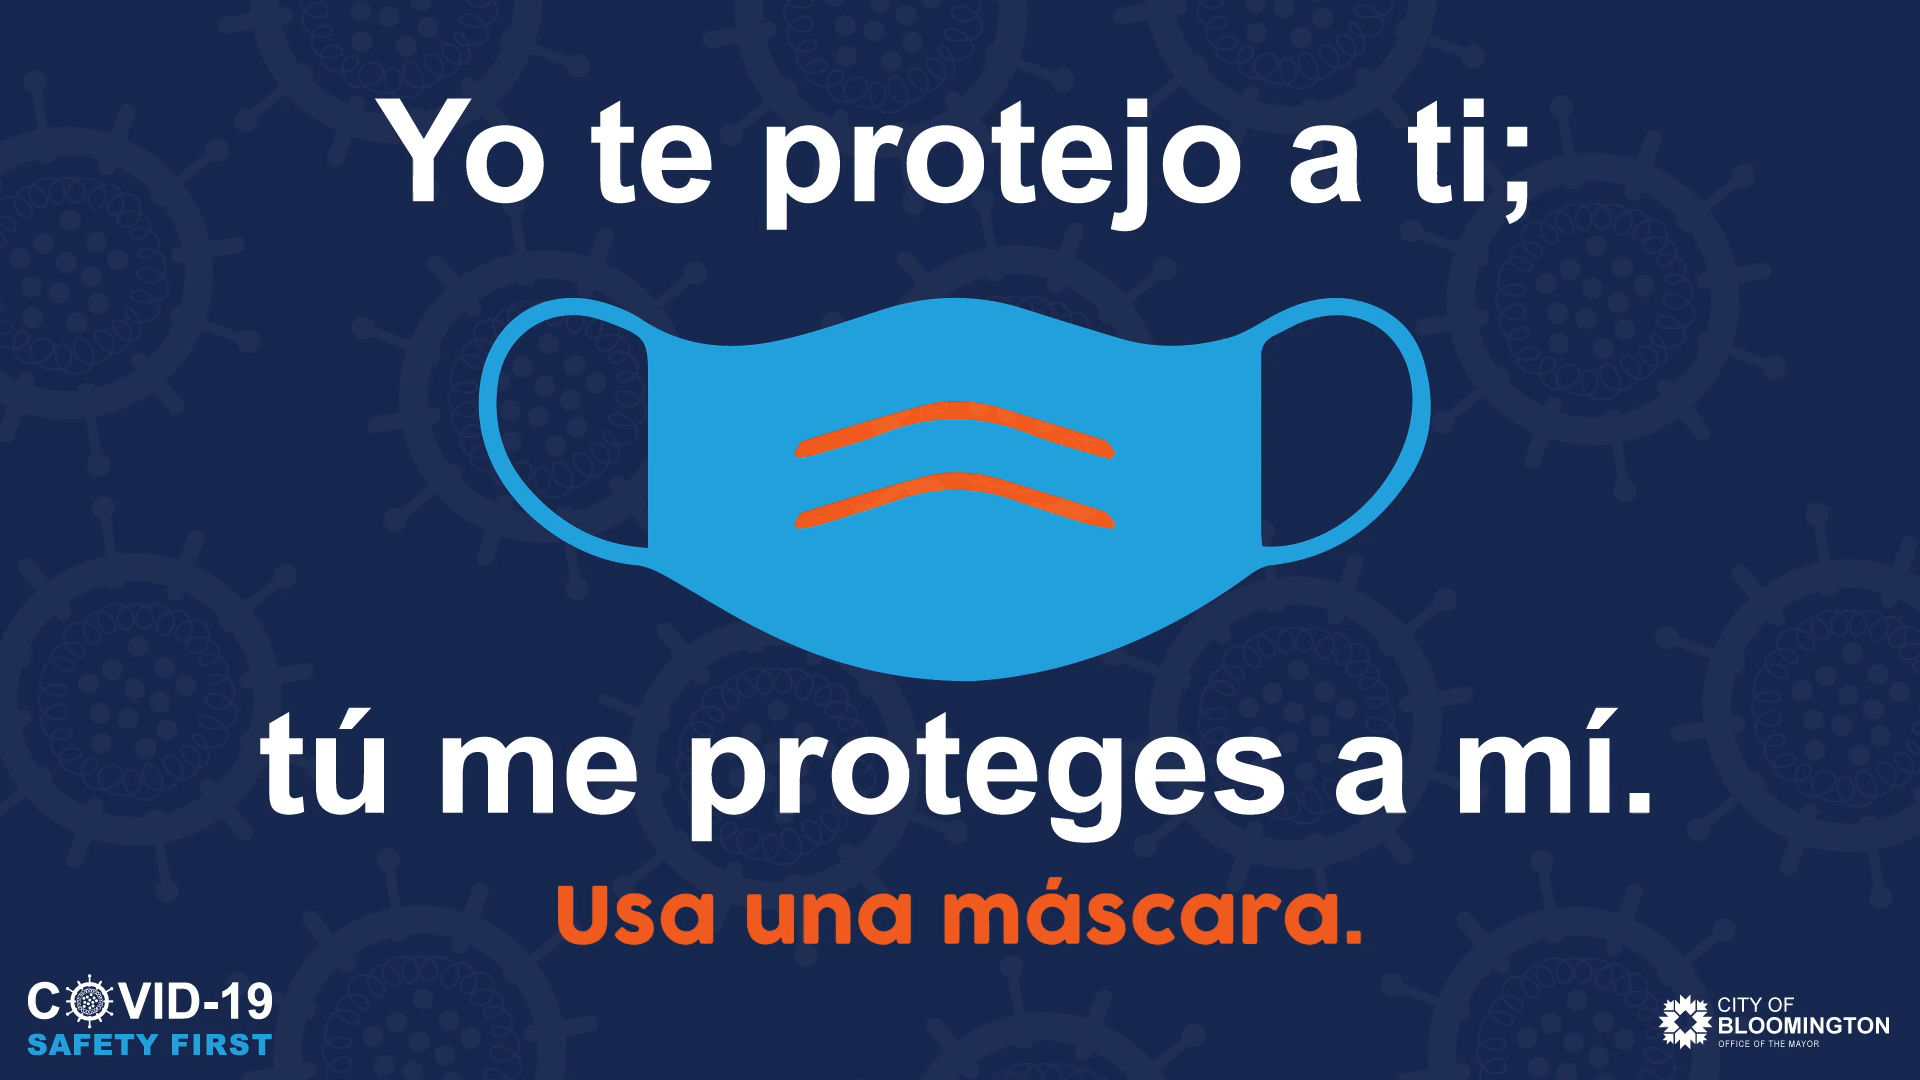 Yo te protejo a ti;
tú me proteges a mí.
Usa una máscara.
COVID-19
SAFETY FIRST
CITY OF
BLOOMINGTON
OFFICE OF THE MAYOR